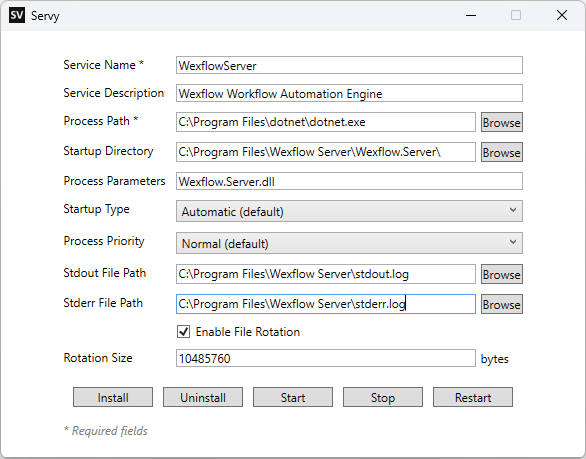 SV Servy
Service Name * WexflowServer
Service Description Wexflow Workflow Automation Engine
Process Path * C:\Program Files\dotnet\dotnet.exe Browse
Startup Directory C:\Program Files\Wexflow Server\Wexflow.Server\ Browse
Process Parameters Wexflow.Server.dll
Startup Type Automatic (default)
Process Priority Normal (default)
Stdout File Path C:\Program Files\Wexflow Server\stdout.log Browse
Stderr File Path C:\Program Files\Wexflow Server\stderr.log Browse
Enable File Rotation
Rotation Size 10485760 bytes
Install Uninstall Start Stop Restart
* Required fields